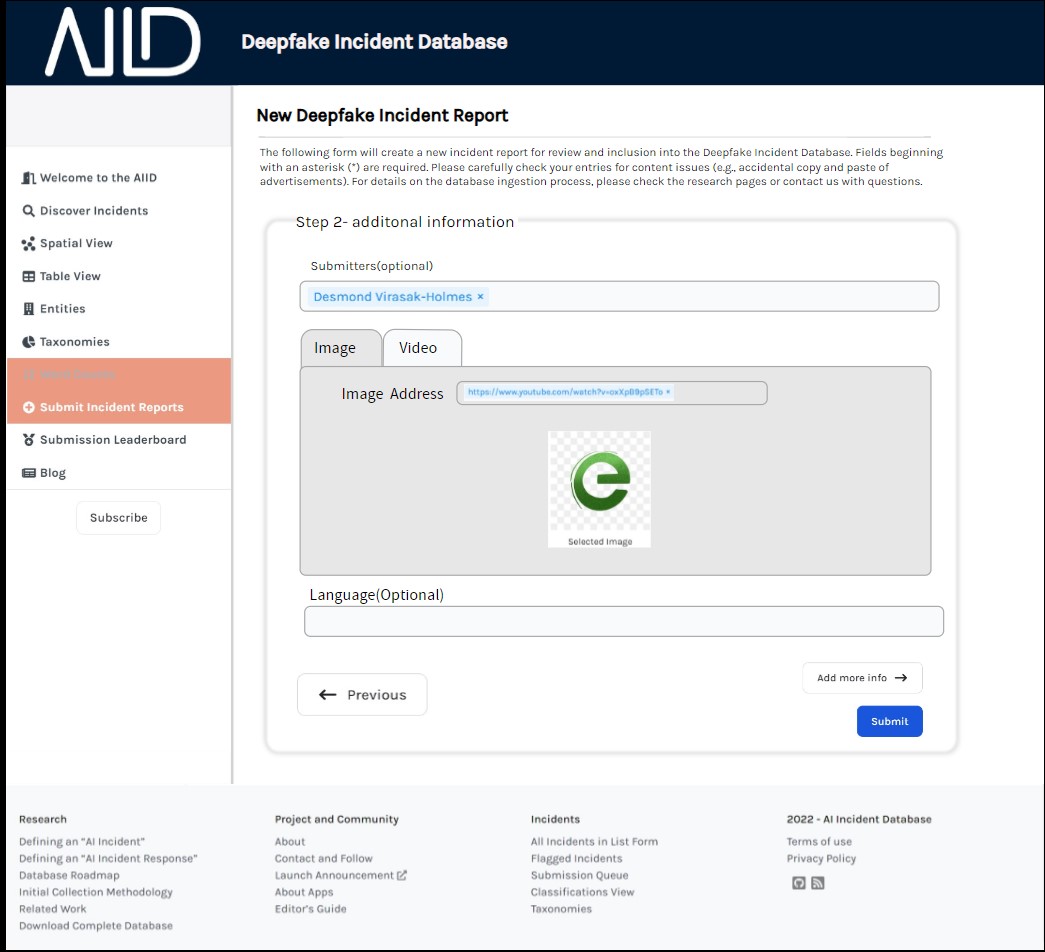 AIID
Deepfake Incident Database
New Deepfake Incident Report
The following form will create a new incident report for review and inclusion into the Deepfake Incident Database. Fields beginning
with an asterisk (*) are required. Please carefully check your entries for content issues (e.g., accidental copy and paste of
advertisements). For details on the database ingestion process, please check the research pages or contact us with questions.
Welcome to the AIID
Discover Incidents
Spatial View
Table View
Entities
Taxonomies
Submit Incident Reports
Submission Leaderboard
Blog
Subscribe
Step 2- additonal information
Submitters(optional)
Desmond Virasak-Holmes ×
Image
Video
Image Address
https://www.youtube.com/watch?v=oxXpB9pSETo ×
e
Selected Image
Language(Optional)
← Previous
Add more info →
Submit
Research
Defining an “AI Incident”
Defining an “AI Incident Response”
Database Roadmap
Initial Collection Methodology
Related Work
Download Complete Database
Project and Community
About
Contact and Follow
Launch Announcement
About Apps
Editor's Guide
Incidents
All Incidents in List Form
Flagged Incidents
Submission Queue
Classifications View
Taxonomies
2022 - AI Incident Database
Terms of use
Privacy Policy